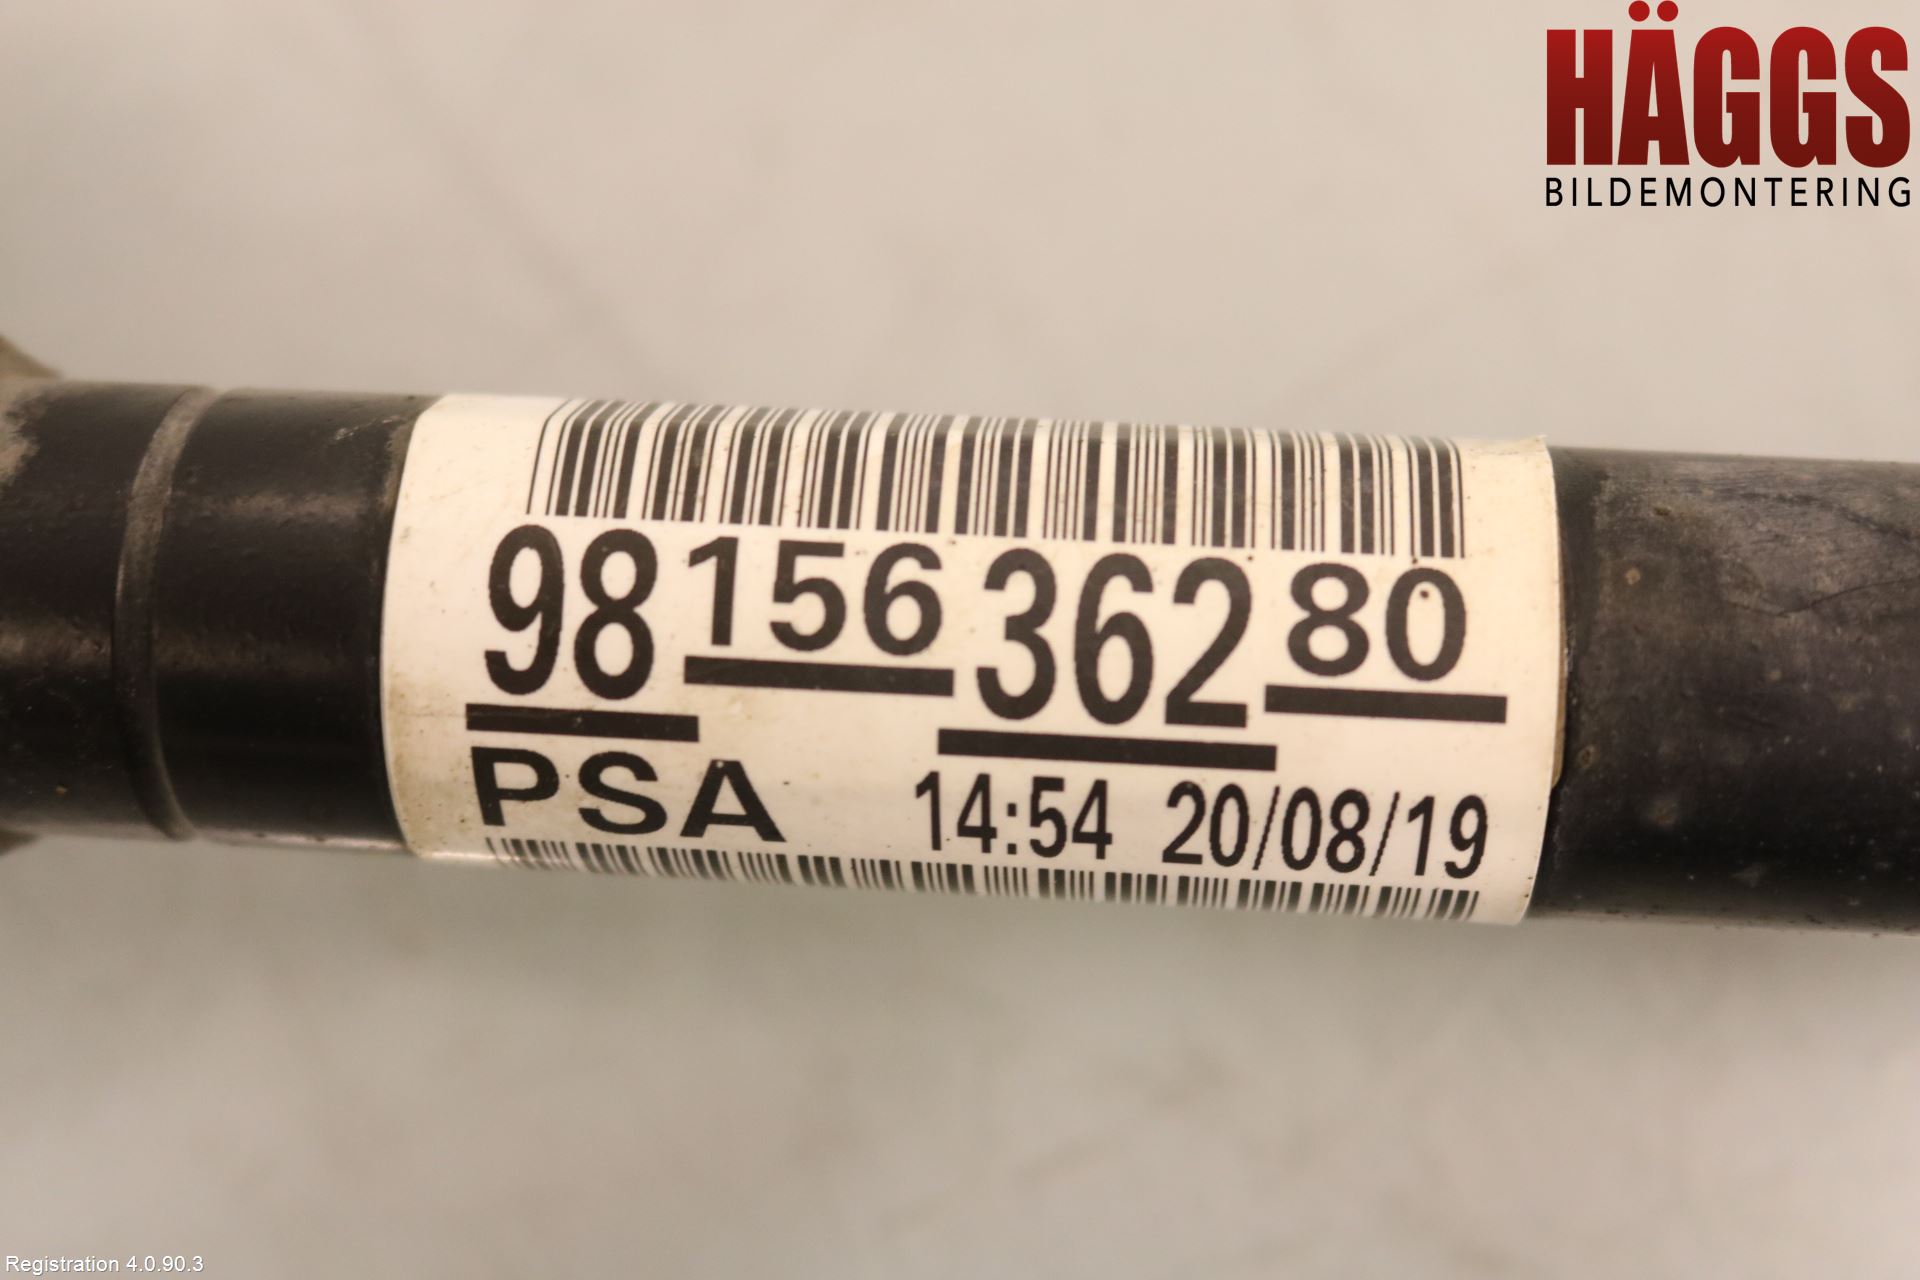 HÄGGS
BILDEMONTERING
98 156 362 80
PSA 14:54 20/08/19
Registration 4.0.90.3